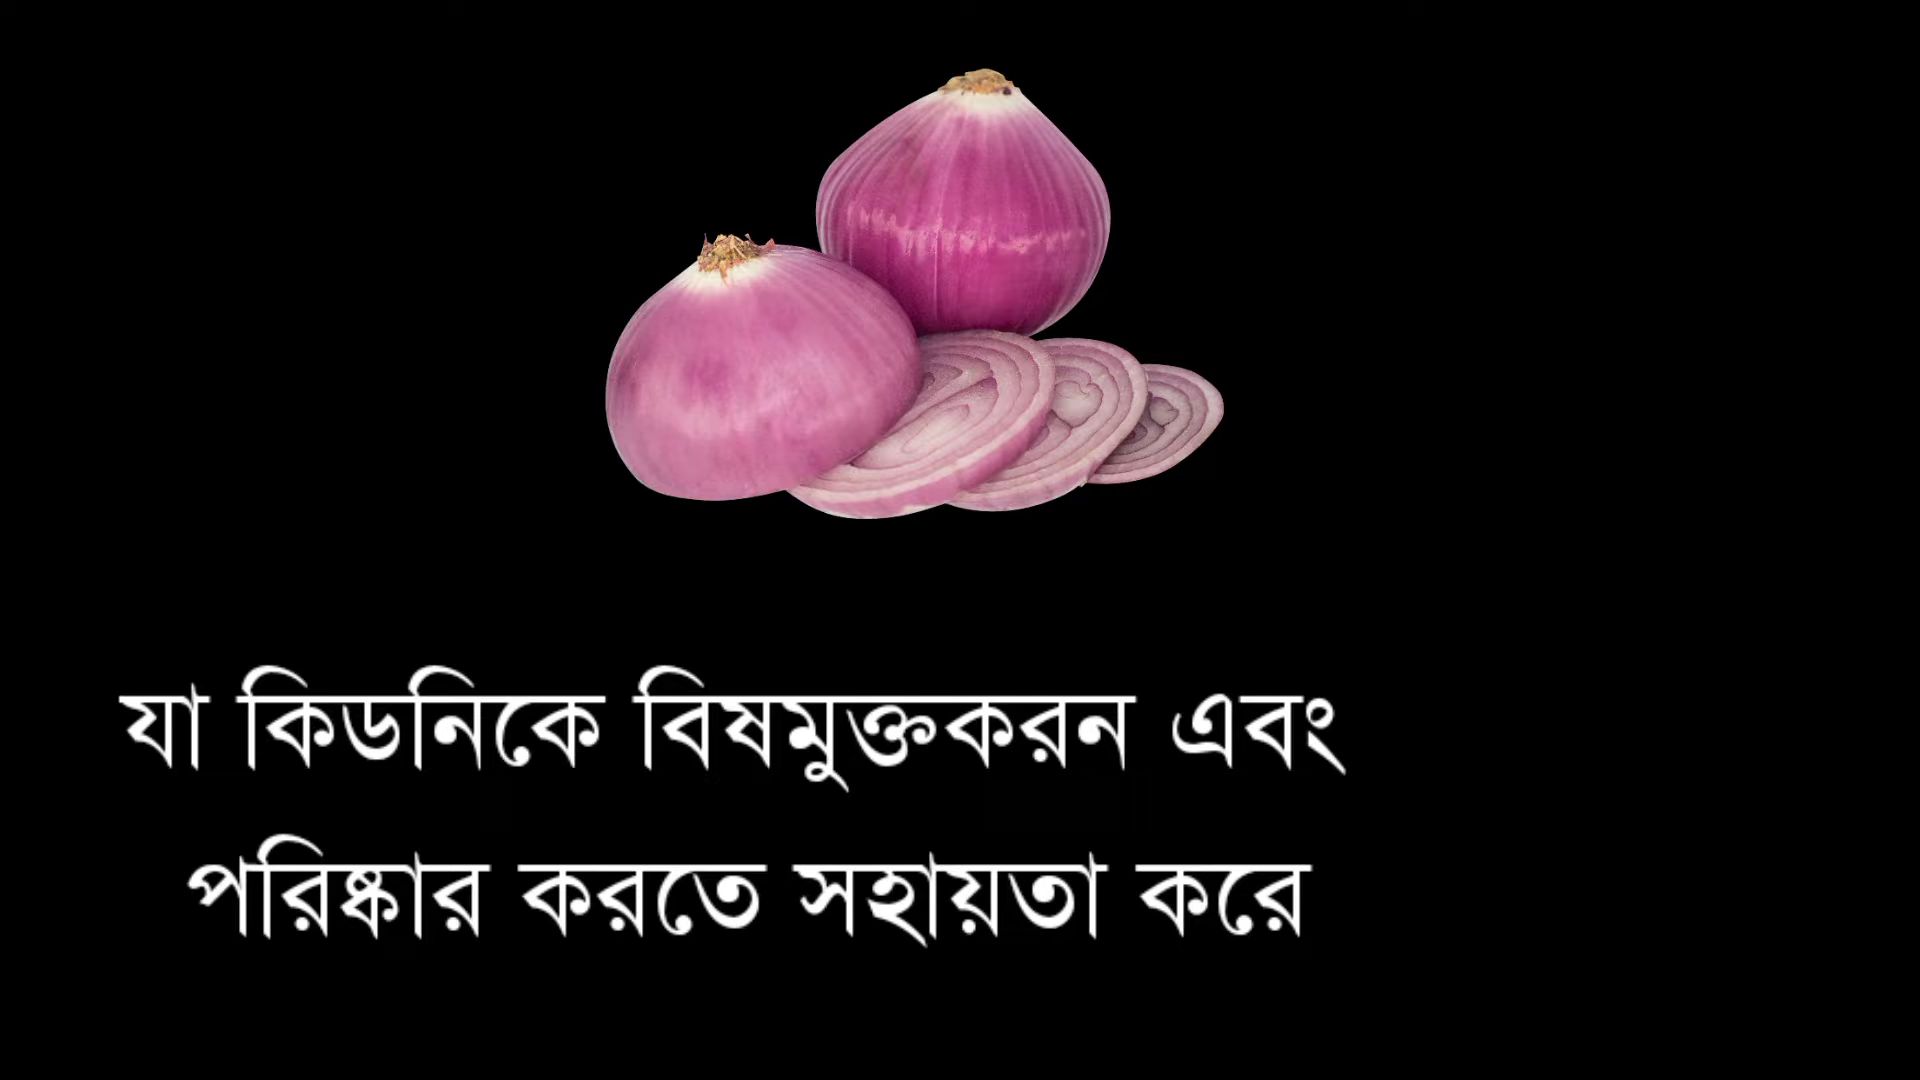 যা কিডনিকে বিষমুক্তকরন এবং
পরিষ্কার করতে সহায়তা করে